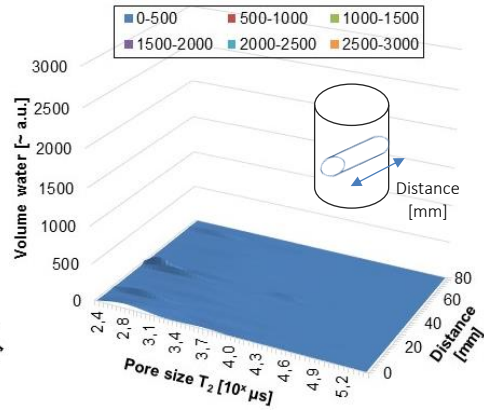 0-500 500-1000 1000-1500
1500-2000 2000-2500 2500-3000
Volume water [~ a.u.]
3000
2500
2000
1500
1000
500
0
2,4 2,8 3,1 3,4 3,7 4,0 4,3 4,6 4,9 5,2
Pore size T₂ [10ˣ µs]
0
20
40
60
80
Distance
[mm]
Distance
[mm]